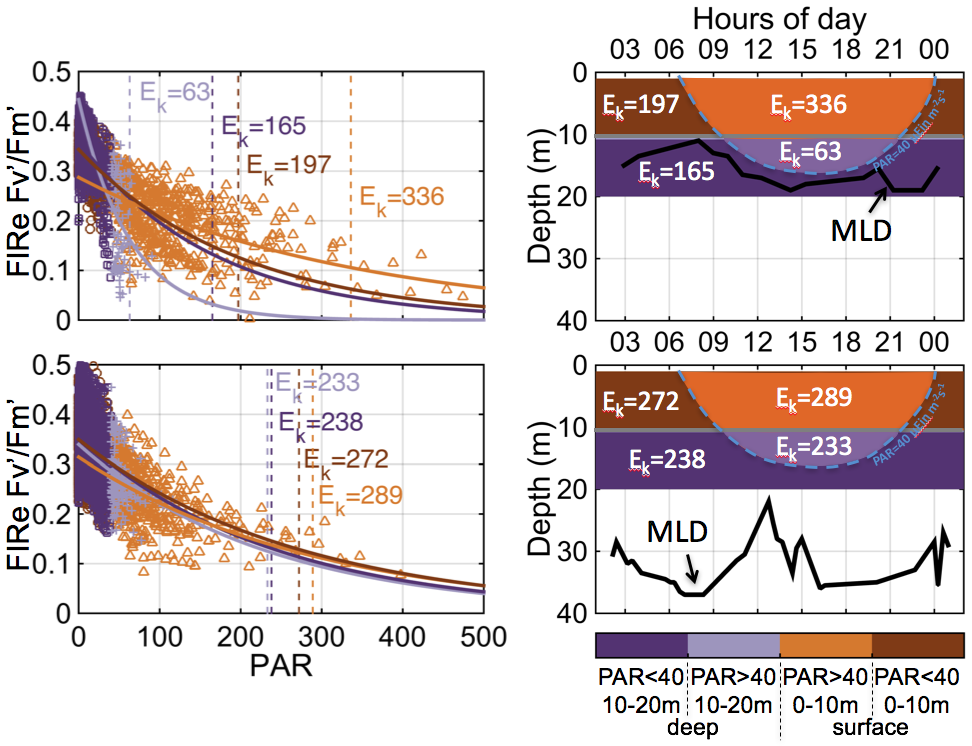 Hours of day
03 06 09 12 15 18 21 00
0.5
0.4
0.3
0.2
0.1
0
FIRe Fv'/Fm'
Ek=63
Ek=165
Ek=197
Ek=336
0
10
20
30
40
Depth (m)
Ek=197
Ek=336
Ek=63
Ek=165
PAR=40 µEin m-2s-1
MLD
03 06 09 12 15 18 21 00
0.5
0.4
0.3
0.2
0.1
0
FIRe Fv'/Fm'
Ek=233
Ek=238
Ek=272
Ek=289
0 100 200 300 400 500
PAR
0
10
20
30
40
Depth (m)
Ek=272
Ek=289
Ek=233
Ek=238
PAR=40 µEin m-2s-1
MLD
PAR<40 PAR>40 PAR>40 PAR<40
10-20m 10-20m 0-10m 0-10m
deep surface